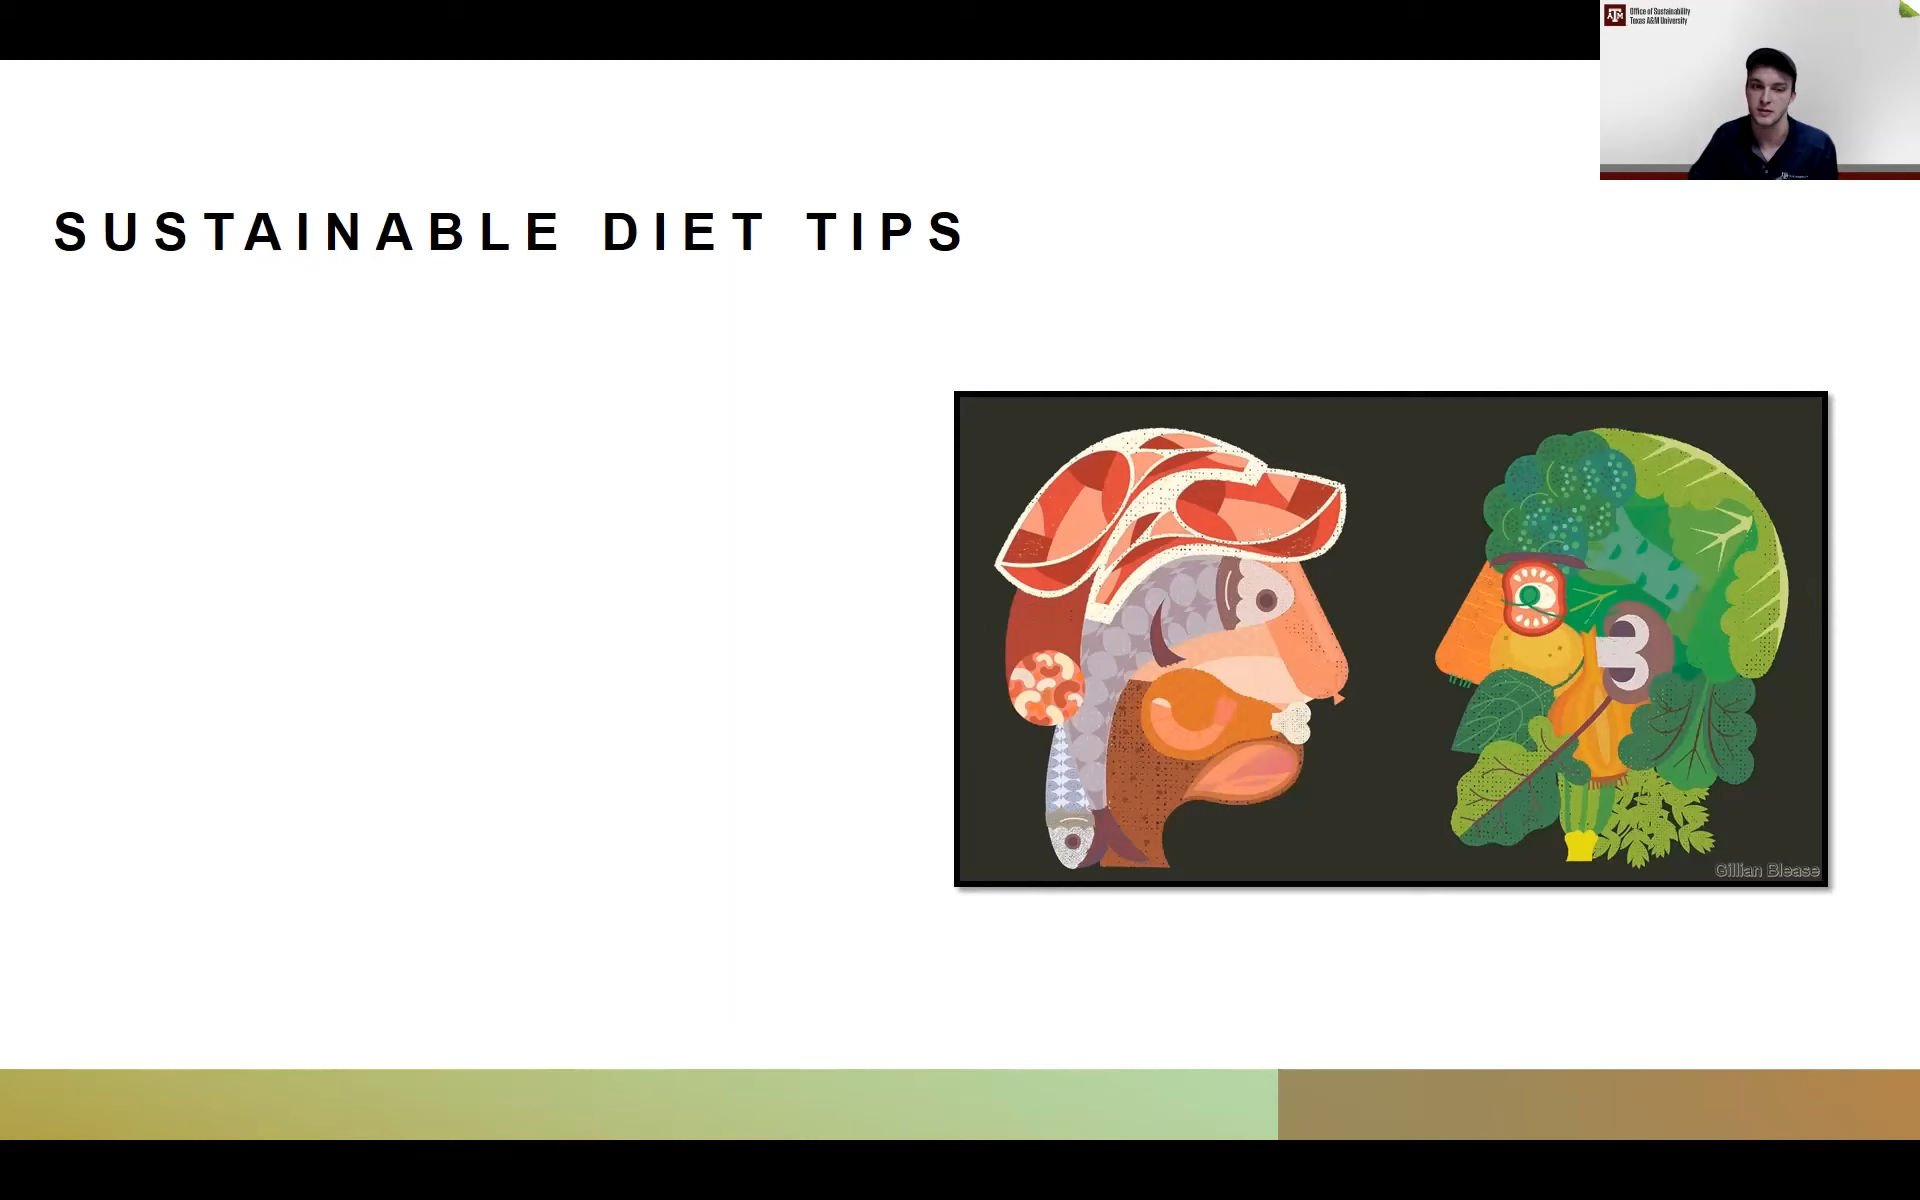 Office of Sustainability
Texas A&M University
SUSTAINABLE DIET TIPS
Gillian Blease